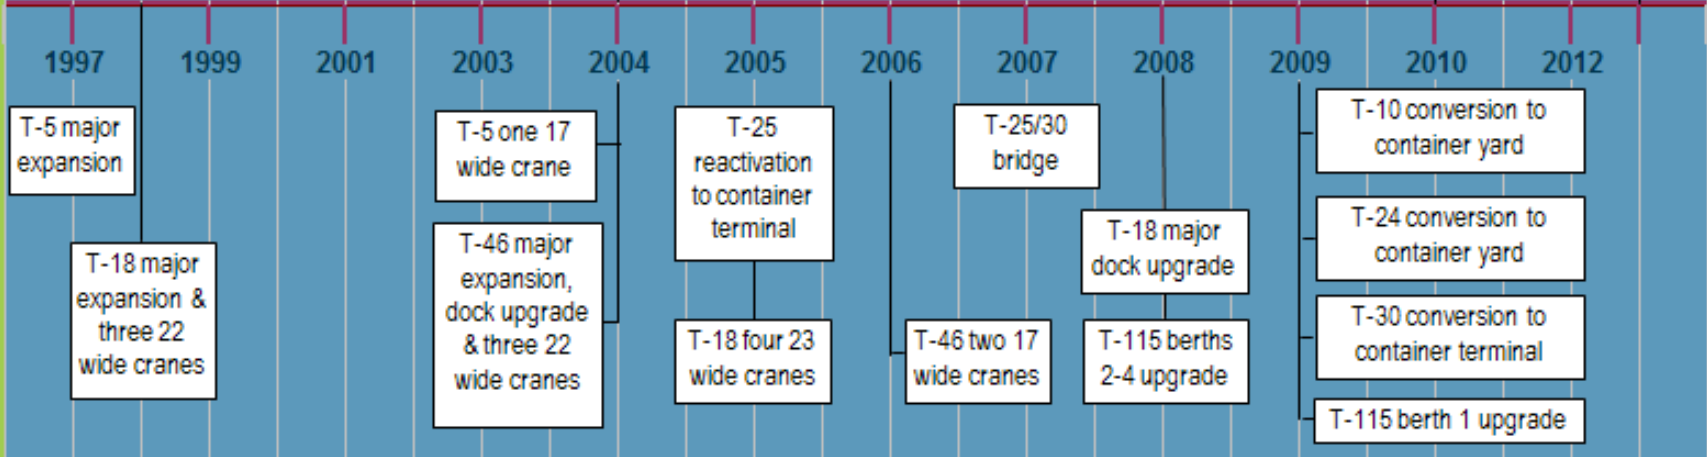 1997 1999 2001 2003 2004 2005 2006 2007 2008 2009 2010 2012
T-5 major
expansion
T-18 major
expansion &
three 22
wide cranes
T-5 one 17
wide crane
T-46 major
expansion,
dock upgrade
& three 22
wide cranes
T-25
reactivation
to container
terminal
T-18 four 23
wide cranes
T-46 two 17
wide cranes
T-25/30
bridge
T-18 major
dock upgrade
T-115 berths
2-4 upgrade
T-10 conversion to
container yard
T-24 conversion to
container yard
T-30 conversion to
container terminal
T-115 berth 1 upgrade